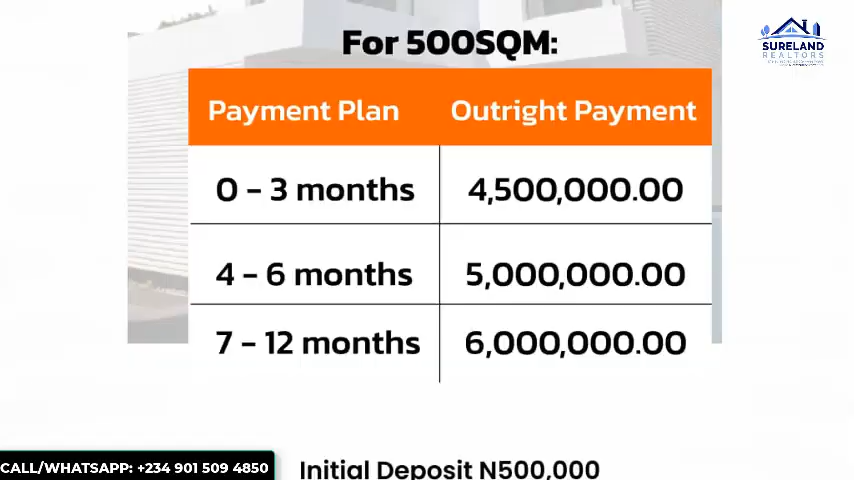 For 500SQM:
SURELAND
REALTORS
Payment Plan Outright Payment
0 - 3 months 4,500,000.00
4 - 6 months 5,000,000.00
7 - 12 months 6,000,000.00
CALL/WHATSAPP: +234 901 509 4850
Initial Deposit N500,000